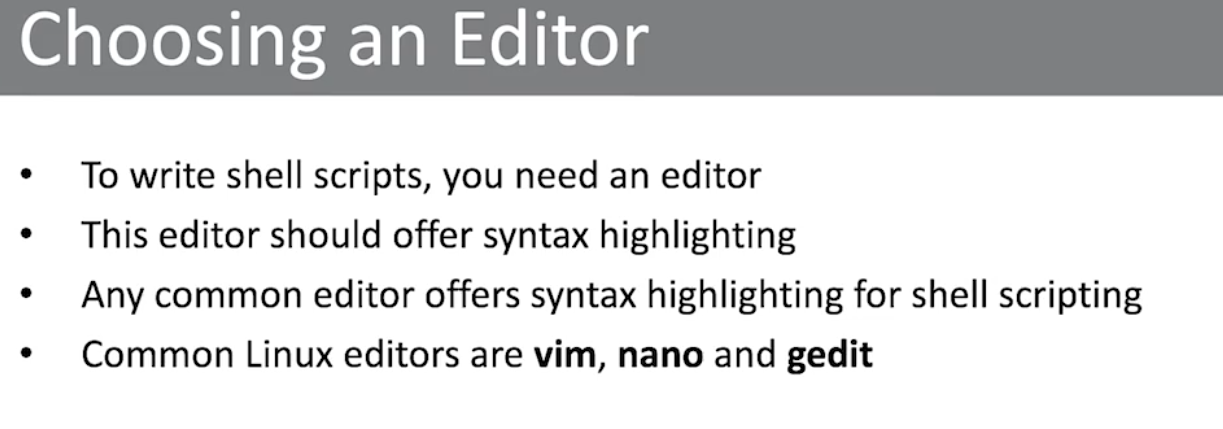 Choosing an Editor
• To write shell scripts, you need an editor
• This editor should offer syntax highlighting
• Any common editor offers syntax highlighting for shell scripting
• Common Linux editors are vim, nano and gedit